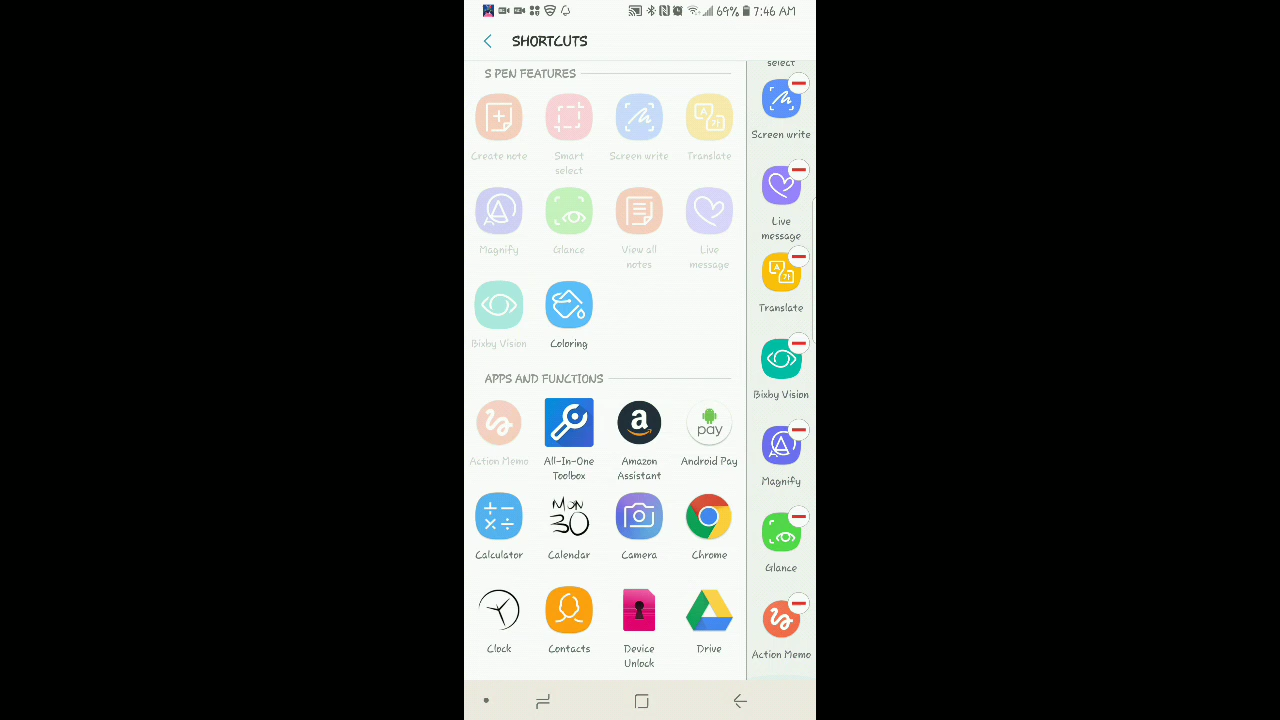 69% 7:46 AM
SHORTCUTS
S PEN FEATURES
Create note
Smart
select
Screen write
Translate
Magnify
Glance
View all
notes
Live
message
Bixby Vision
Coloring
APPS AND FUNCTIONS
Action Memo
All-In-One
Toolbox
a
Amazon
Assistant
pay
Android Pay
Calculator
MON
30
Calendar
Camera
Chrome
Clock
Contacts
Device
Unlock
Drive
select
Screen write
Live
message
A
Translate
Bixby Vision
Magnify
Glance
Action Memo